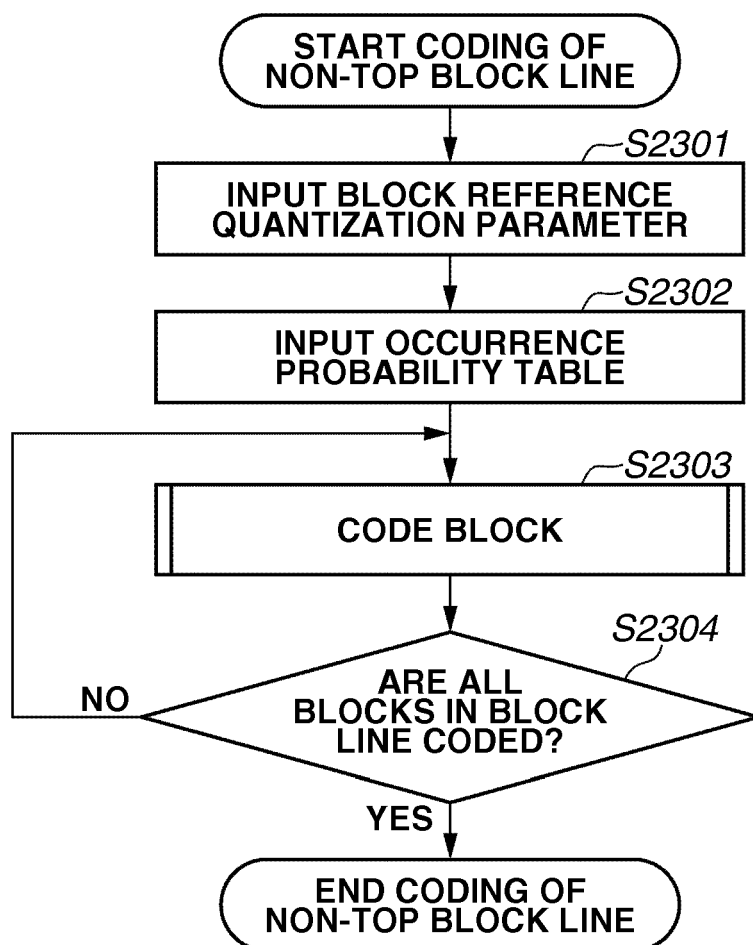 START CODING OF
NON-TOP BLOCK LINE
S2301
INPUT BLOCK REFERENCE
QUANTIZATION PARAMETER
S2302
INPUT OCCURRENCE
PROBABILITY TABLE
S2303
CODE BLOCK
S2304
ARE ALL
BLOCKS IN BLOCK
LINE CODED?
NO
YES
END CODING OF
NON-TOP BLOCK LINE